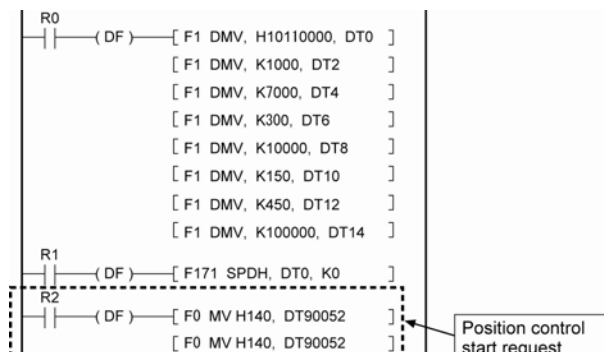 R0
( DF ) [ F1 DMV, H10110000, DT0 ]
[ F1 DMV, K1000, DT2 ]
[ F1 DMV, K7000, DT4 ]
[ F1 DMV, K300, DT6 ]
[ F1 DMV, K10000, DT8 ]
[ F1 DMV, K150, DT10 ]
[ F1 DMV, K450, DT12 ]
[ F1 DMV, K100000, DT14 ]
R1
( DF ) [ F171 SPDH, DT0, K0 ]
R2
( DF ) [ F0 MV H140, DT90052 ]
[ F0 MV H140, DT90052 ]
Position control
start request